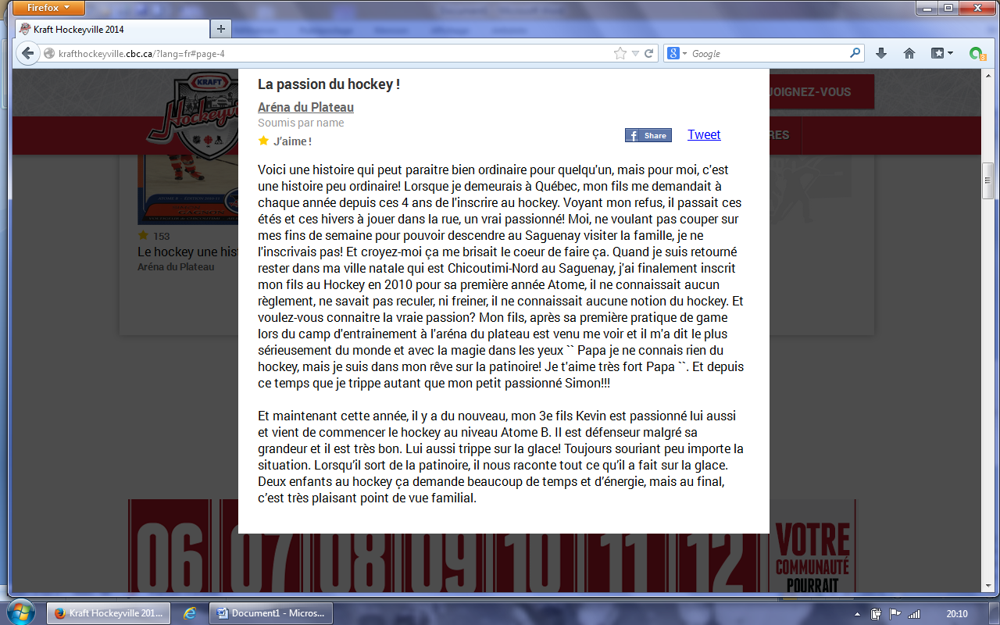 Firefox
Kraft Hockeyville 2014
krafthockeyville.cbc.ca/?lang=fr#page-4
Google
KRAFT
Hockeyvi
JOIGNEZ-VOUS
RES
La passion du hockey !
Aréna du Plateau
Soumis par name
J'aime !
Share
Tweet
GAGNON
153
Le hockey une hist
Aréna du Plateau
Voici une histoire qui peut paraitre bien ordinaire pour quelqu'un, mais pour moi, c'est
une histoire peu ordinaire! Lorsque je demeurais à Québec, mon fils me demandait à
chaque année depuis ces 4 ans de l'inscrire au hockey. Voyant mon refus, il passait ces
étés et ces hivers à jouer dans la rue, un vrai passionné! Moi, ne voulant pas couper sur
mes fins de semaine pour pouvoir descendre au Saguenay visiter la famille, je ne
l'inscrivais pas! Et croyez-moi ça me brisait le coeur de faire ça. Quand je suis retourné
rester dans ma ville natale qui est Chicoutimi-Nord au Saguenay, j'ai finalement inscrit
mon fils au Hockey en 2010 pour sa première année Atome, il ne connaissait aucun
règlement, ne savait pas reculer, ni freiner, il ne connaissait aucune notion du hockey. Et
voulez-vous connaitre la vraie passion? Mon fils, après sa première pratique de game
lors du camp d'entrainement à l'aréna du plateau est venu me voir et il m'a dit le plus
sérieusement du monde et avec la magie dans les yeux `` Papa je ne connais rien du
hockey, mais je suis dans mon rêve sur la patinoire! Je t'aime très fort Papa ``. Et depuis
ce temps que je trippe autant que mon petit passionné Simon!!!
Et maintenant cette année, il y a du nouveau, mon 3e fils Kevin est passionné lui aussi
et vient de commencer le hockey au niveau Atome B. Il est défenseur malgré sa
grandeur et il est très bon. Lui aussi trippe sur la glace! Toujours souriant peu importe la
situation. Lorsqu'il sort de la patinoire, il nous raconte tout ce qu'il a fait sur la glace.
Deux enfants au hockey ça demande beaucoup de temps et d'énergie, mais au final,
c'est très plaisant point de vue familial.
06 07 08 09 10 11 12
VOTRE
COMMUNAUTÉ
POURRAIT
Kraft Hockeyville 201...
Document1 - Micros...
20:10